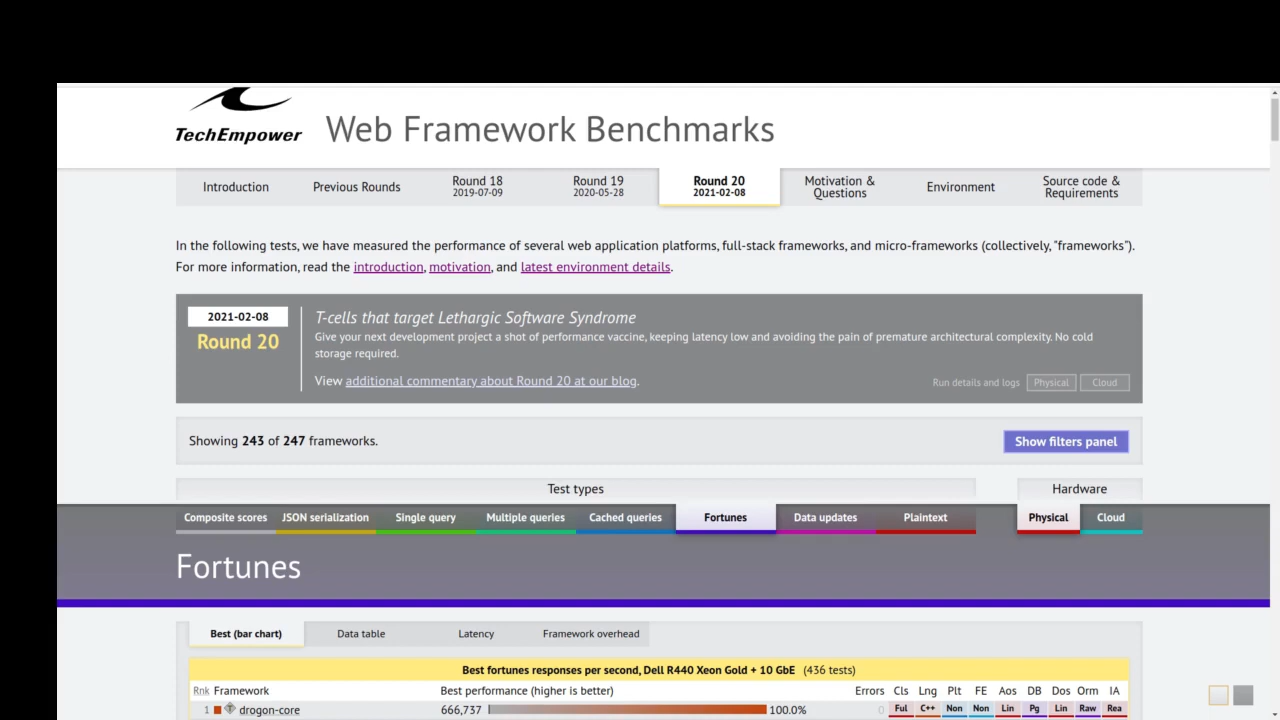 TechEmpower Web Framework Benchmarks
Introduction Previous Rounds Round 18 Round 19 Round 20 Motivation & Environment Source code &
2019-07-09 2020-05-28 2021-02-08 Questions Requirements
In the following tests, we have measured the performance of several web application platforms, full-stack frameworks, and micro-frameworks (collectively, "frameworks").
For more information, read the introduction, motivation, and latest environment details.
2021-02-08
Round 20
T-cells that target Lethargic Software Syndrome
Give your next development project a shot of performance vaccine, keeping latency low and avoiding the pain of premature architectural complexity. No cold
storage required.
View additional commentary about Round 20 at our blog.
Run details and logs Physical Cloud
Showing 243 of 247 frameworks.
Show filters panel
Test types Hardware
Composite scores JSON serialization Single query Multiple queries Cached queries Fortunes Data updates Plaintext Physical Cloud
Fortunes
Best (bar chart) Data table Latency Framework overhead
Best fortunes responses per second, Dell R440 Xeon Gold + 10 GbE (436 tests)
Rnk Framework Best performance (higher is better) Errors Cls Lng Plt FE Aos DB Dos Orm IA
1 drogon-core 666,737 100.0% 0 Ful C++ Non Non Lin Pg Lin Raw Rea